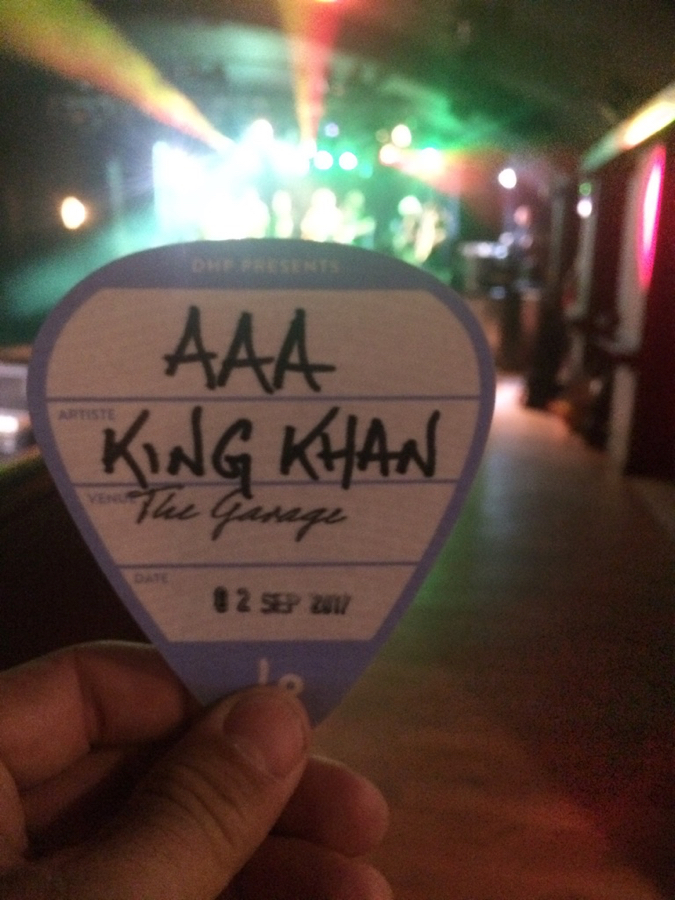 DHP PRESENTS
AAA
ARTISTE
KING KHAN
VENUE
The Garage
DATE
02 SEP 2017